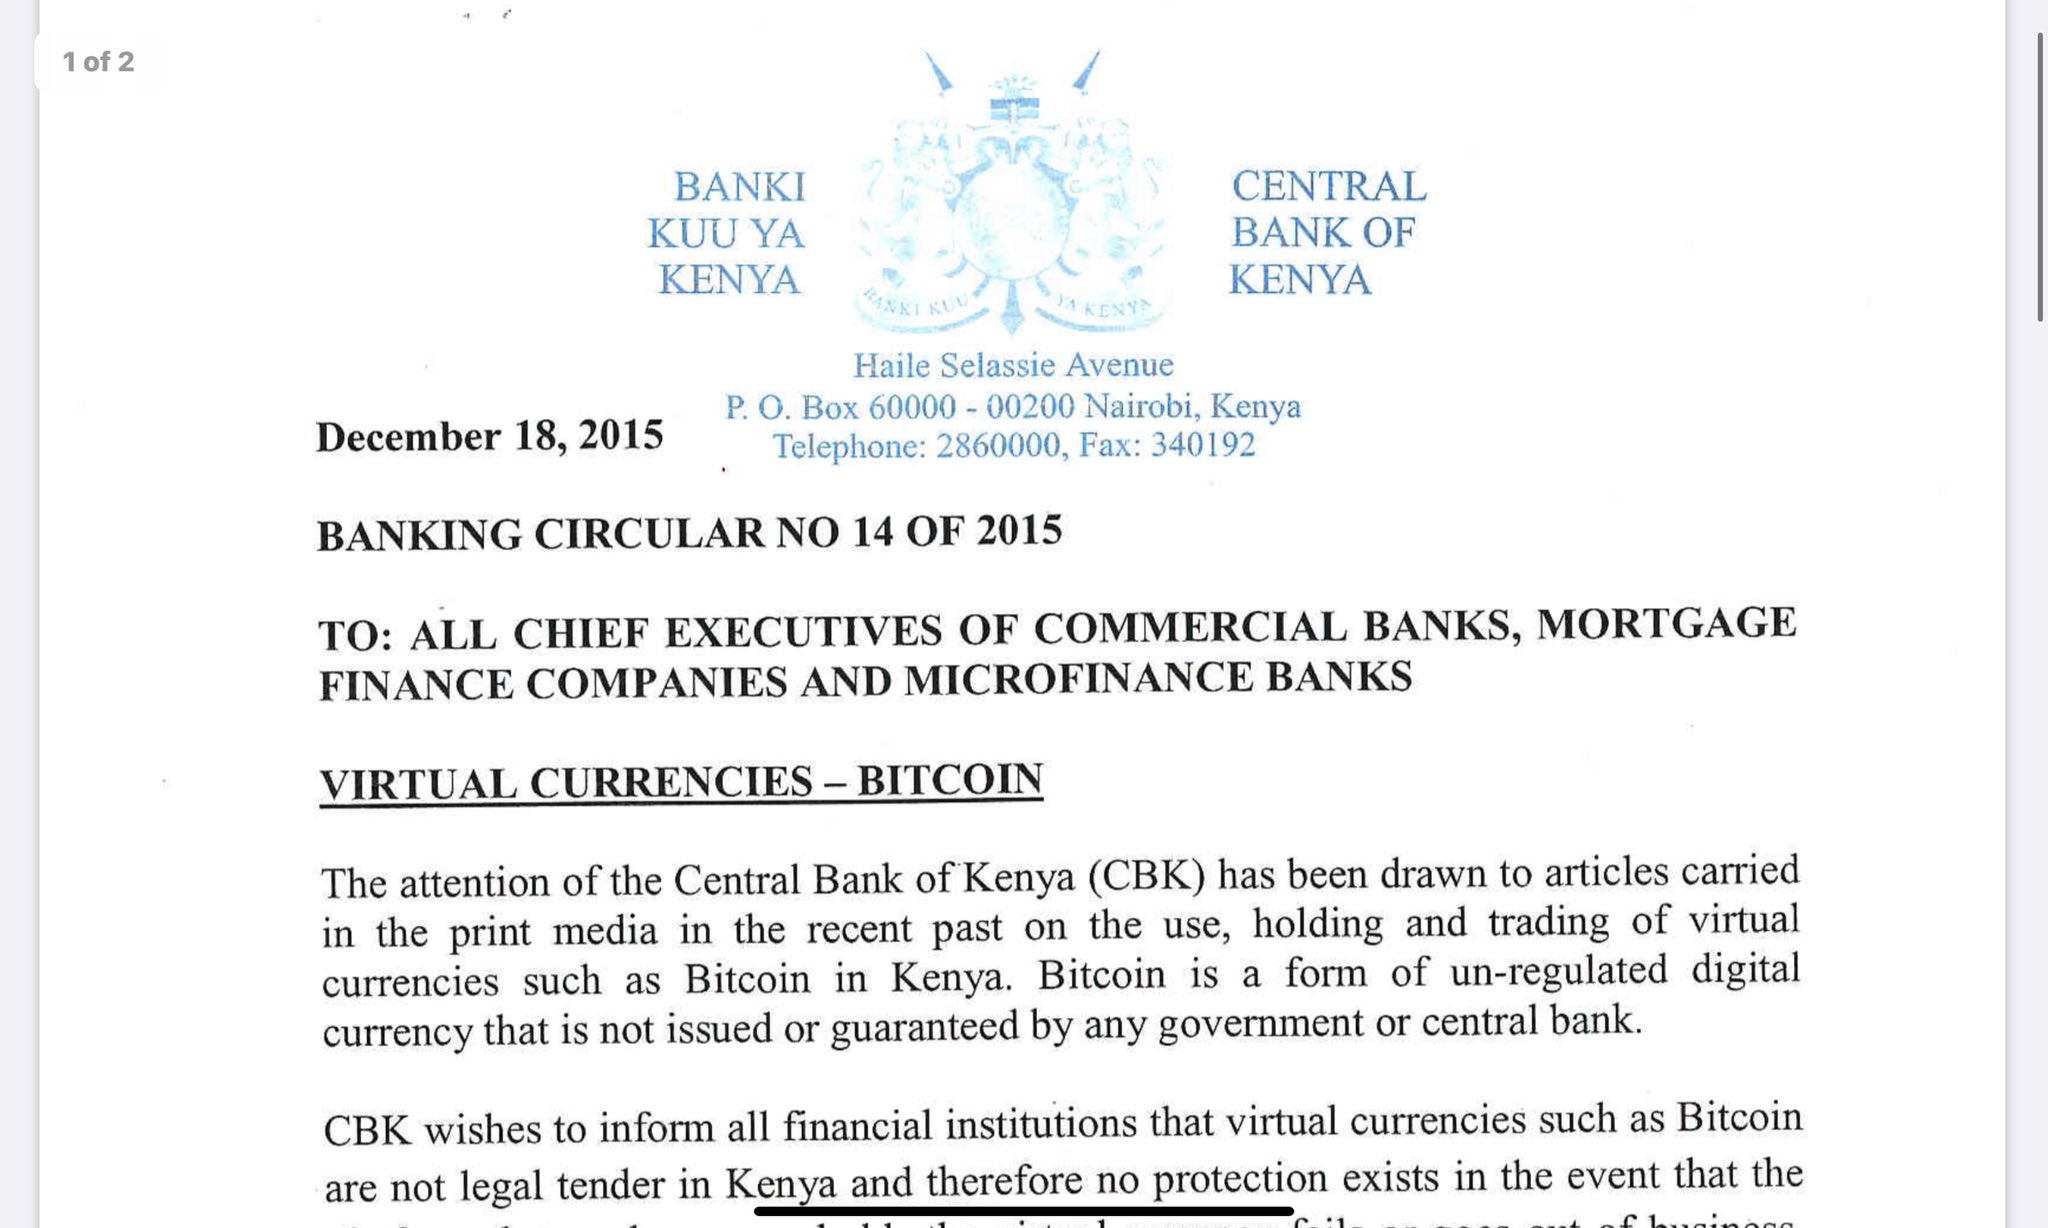 1 of 2
BANKI
KUU YA
KENYA
BANKI KUU YA KENYA
CENTRAL
BANK OF
KENYA
Haile Selassie Avenue
P. O. Box 60000 - 00200 Nairobi, Kenya
Telephone: 2860000, Fax: 340192
December 18, 2015
BANKING CIRCULAR NO 14 OF 2015
TO: ALL CHIEF EXECUTIVES OF COMMERCIAL BANKS, MORTGAGE
FINANCE COMPANIES AND MICROFINANCE BANKS
VIRTUAL CURRENCIES – BITCOIN
The attention of the Central Bank of Kenya (CBK) has been drawn to articles carried
in the print media in the recent past on the use, holding and trading of virtual
currencies such as Bitcoin in Kenya. Bitcoin is a form of un-regulated digital
currency that is not issued or guaranteed by any government or central bank.
CBK wishes to inform all financial institutions that virtual currencies such as Bitcoin
are not legal tender in Kenya and therefore no protection exists in the event that the